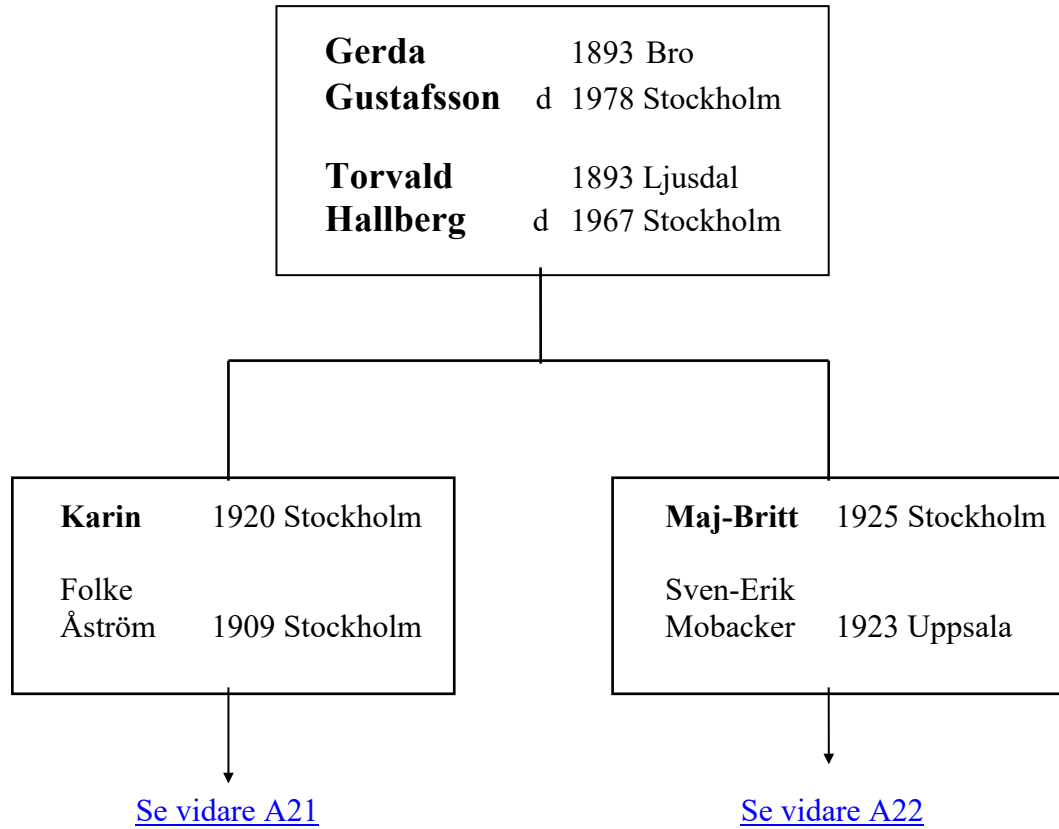 Gerda 1893 Bro
Gustafsson d 1978 Stockholm
Torvald 1893 Ljusdal
Hallberg d 1967 Stockholm
Karin 1920 Stockholm
Folke
Åström 1909 Stockholm
Se vidare A21
Maj-Britt 1925 Stockholm
Sven-Erik
Mobacker 1923 Uppsala
Se vidare A22